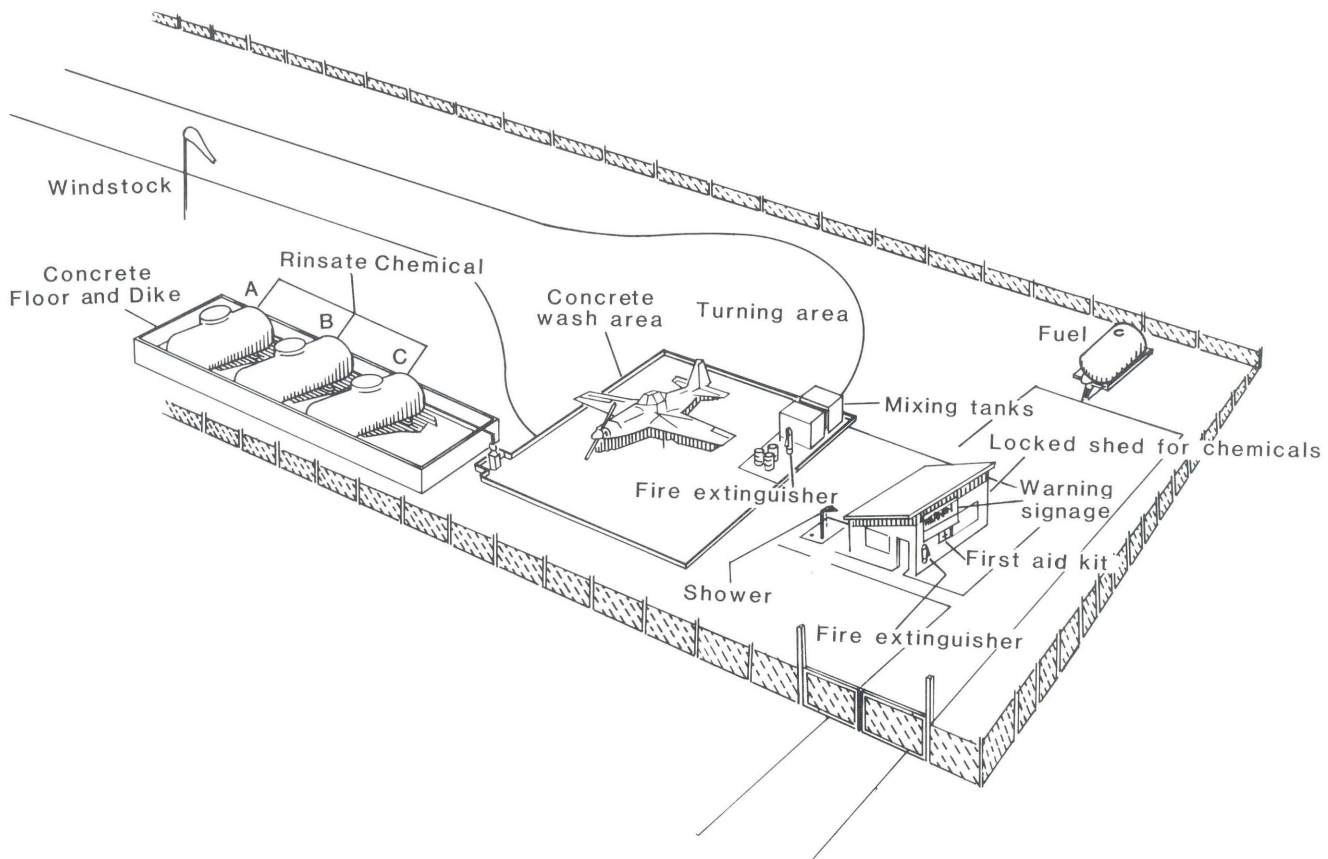 Windstock
Concrete
Floor and Dike
Rinsate Chemical
A
B
C
Concrete
wash area
Turning area
Fuel
Mixing tanks
Locked shed for chemicals
Fire extinguisher
Warning
signage
First aid kit
Shower
Fire extinguisher